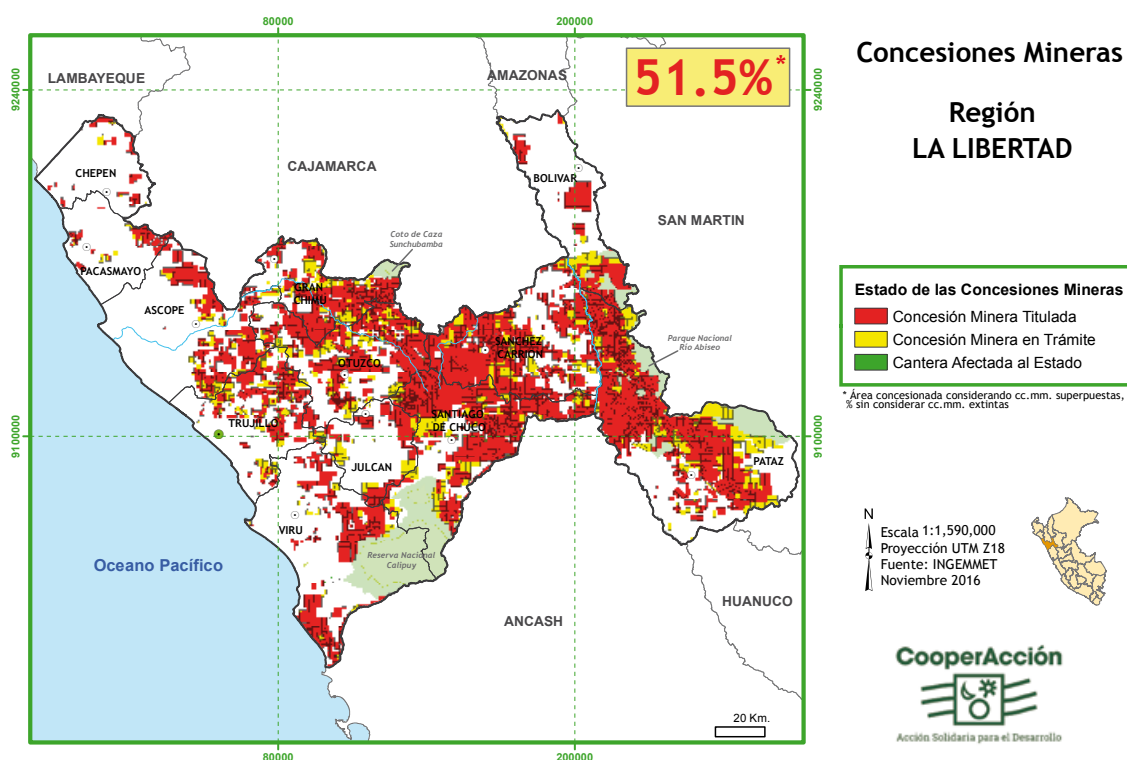 80000
200000
9240000
9240000
LAMBAYEQUE
AMAZONAS
51.5%*
CAJAMARCA
CHEPEN
BOLIVAR
SAN MARTIN
Coto de Caza
Sunchubamba
PACASMAYO
GRAN
CHIMU
ASCOPE
SANCHEZ
CARRION
Parque Nacional
Río Abiseo
OTUZCO
SANTIAGO
DE CHUCO
TRUJILLO
9100000
9100000
JULCAN
PATAZ
VIRU
Reserva Nacional
Calipuy
Oceano Pacífico
HUANUCO
ANCASH
20 Km.
80000
200000
Concesiones Mineras
Región
LA LIBERTAD
Estado de las Concesiones Mineras
Concesión Minera Titulada
Concesión Minera en Trámite
Cantera Afectada al Estado
* Área concesionada considerando cc.mm. superpuestas,
% sin considerar cc.mm. extintas
N
Escala 1:1,590,000
Proyección UTM Z18
Fuente: INGEMMET
Noviembre 2016
CooperAcción
Acción Solidaria para el Desarrollo